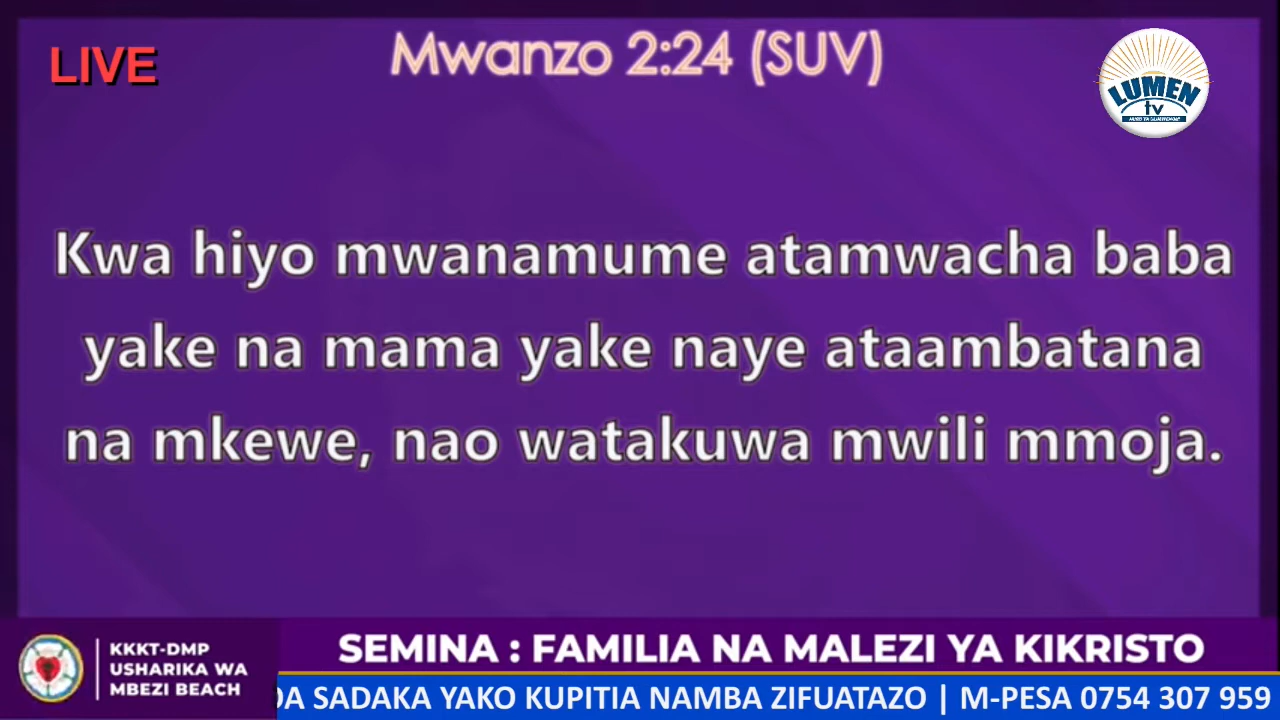 LIVE
Mwanzo 2:24 (SUV)
LUMEN
tv
Kwa hiyo mwanamume atamwacha baba
yake na mama yake naye ataambatana
na mkewe, nao watakuwa mwili mmoja.
KKKT-DMP
USHARIKA WA
MBEZI BEACH
SEMINA : FAMILIA NA MALEZI YA KIKRISTO
SADAKA YAKO KUPITIA NAMBA ZIFUATAZO | M-PESA 0754 307 959